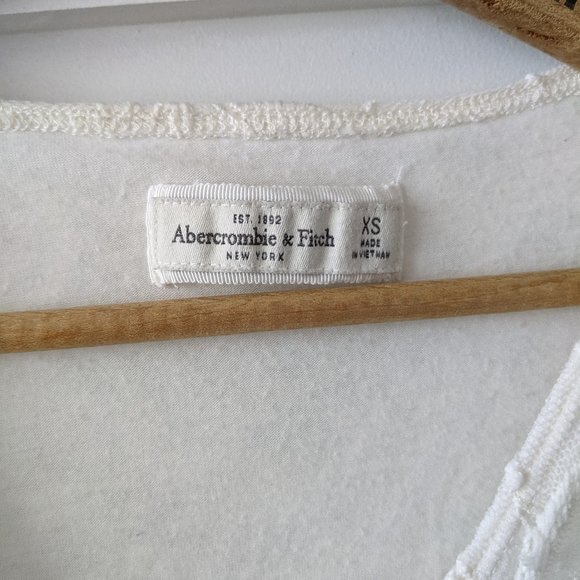 EST. 1892
Abercrombie & Fitch
NEW YORK
XS
MADE
IN VIETNAM